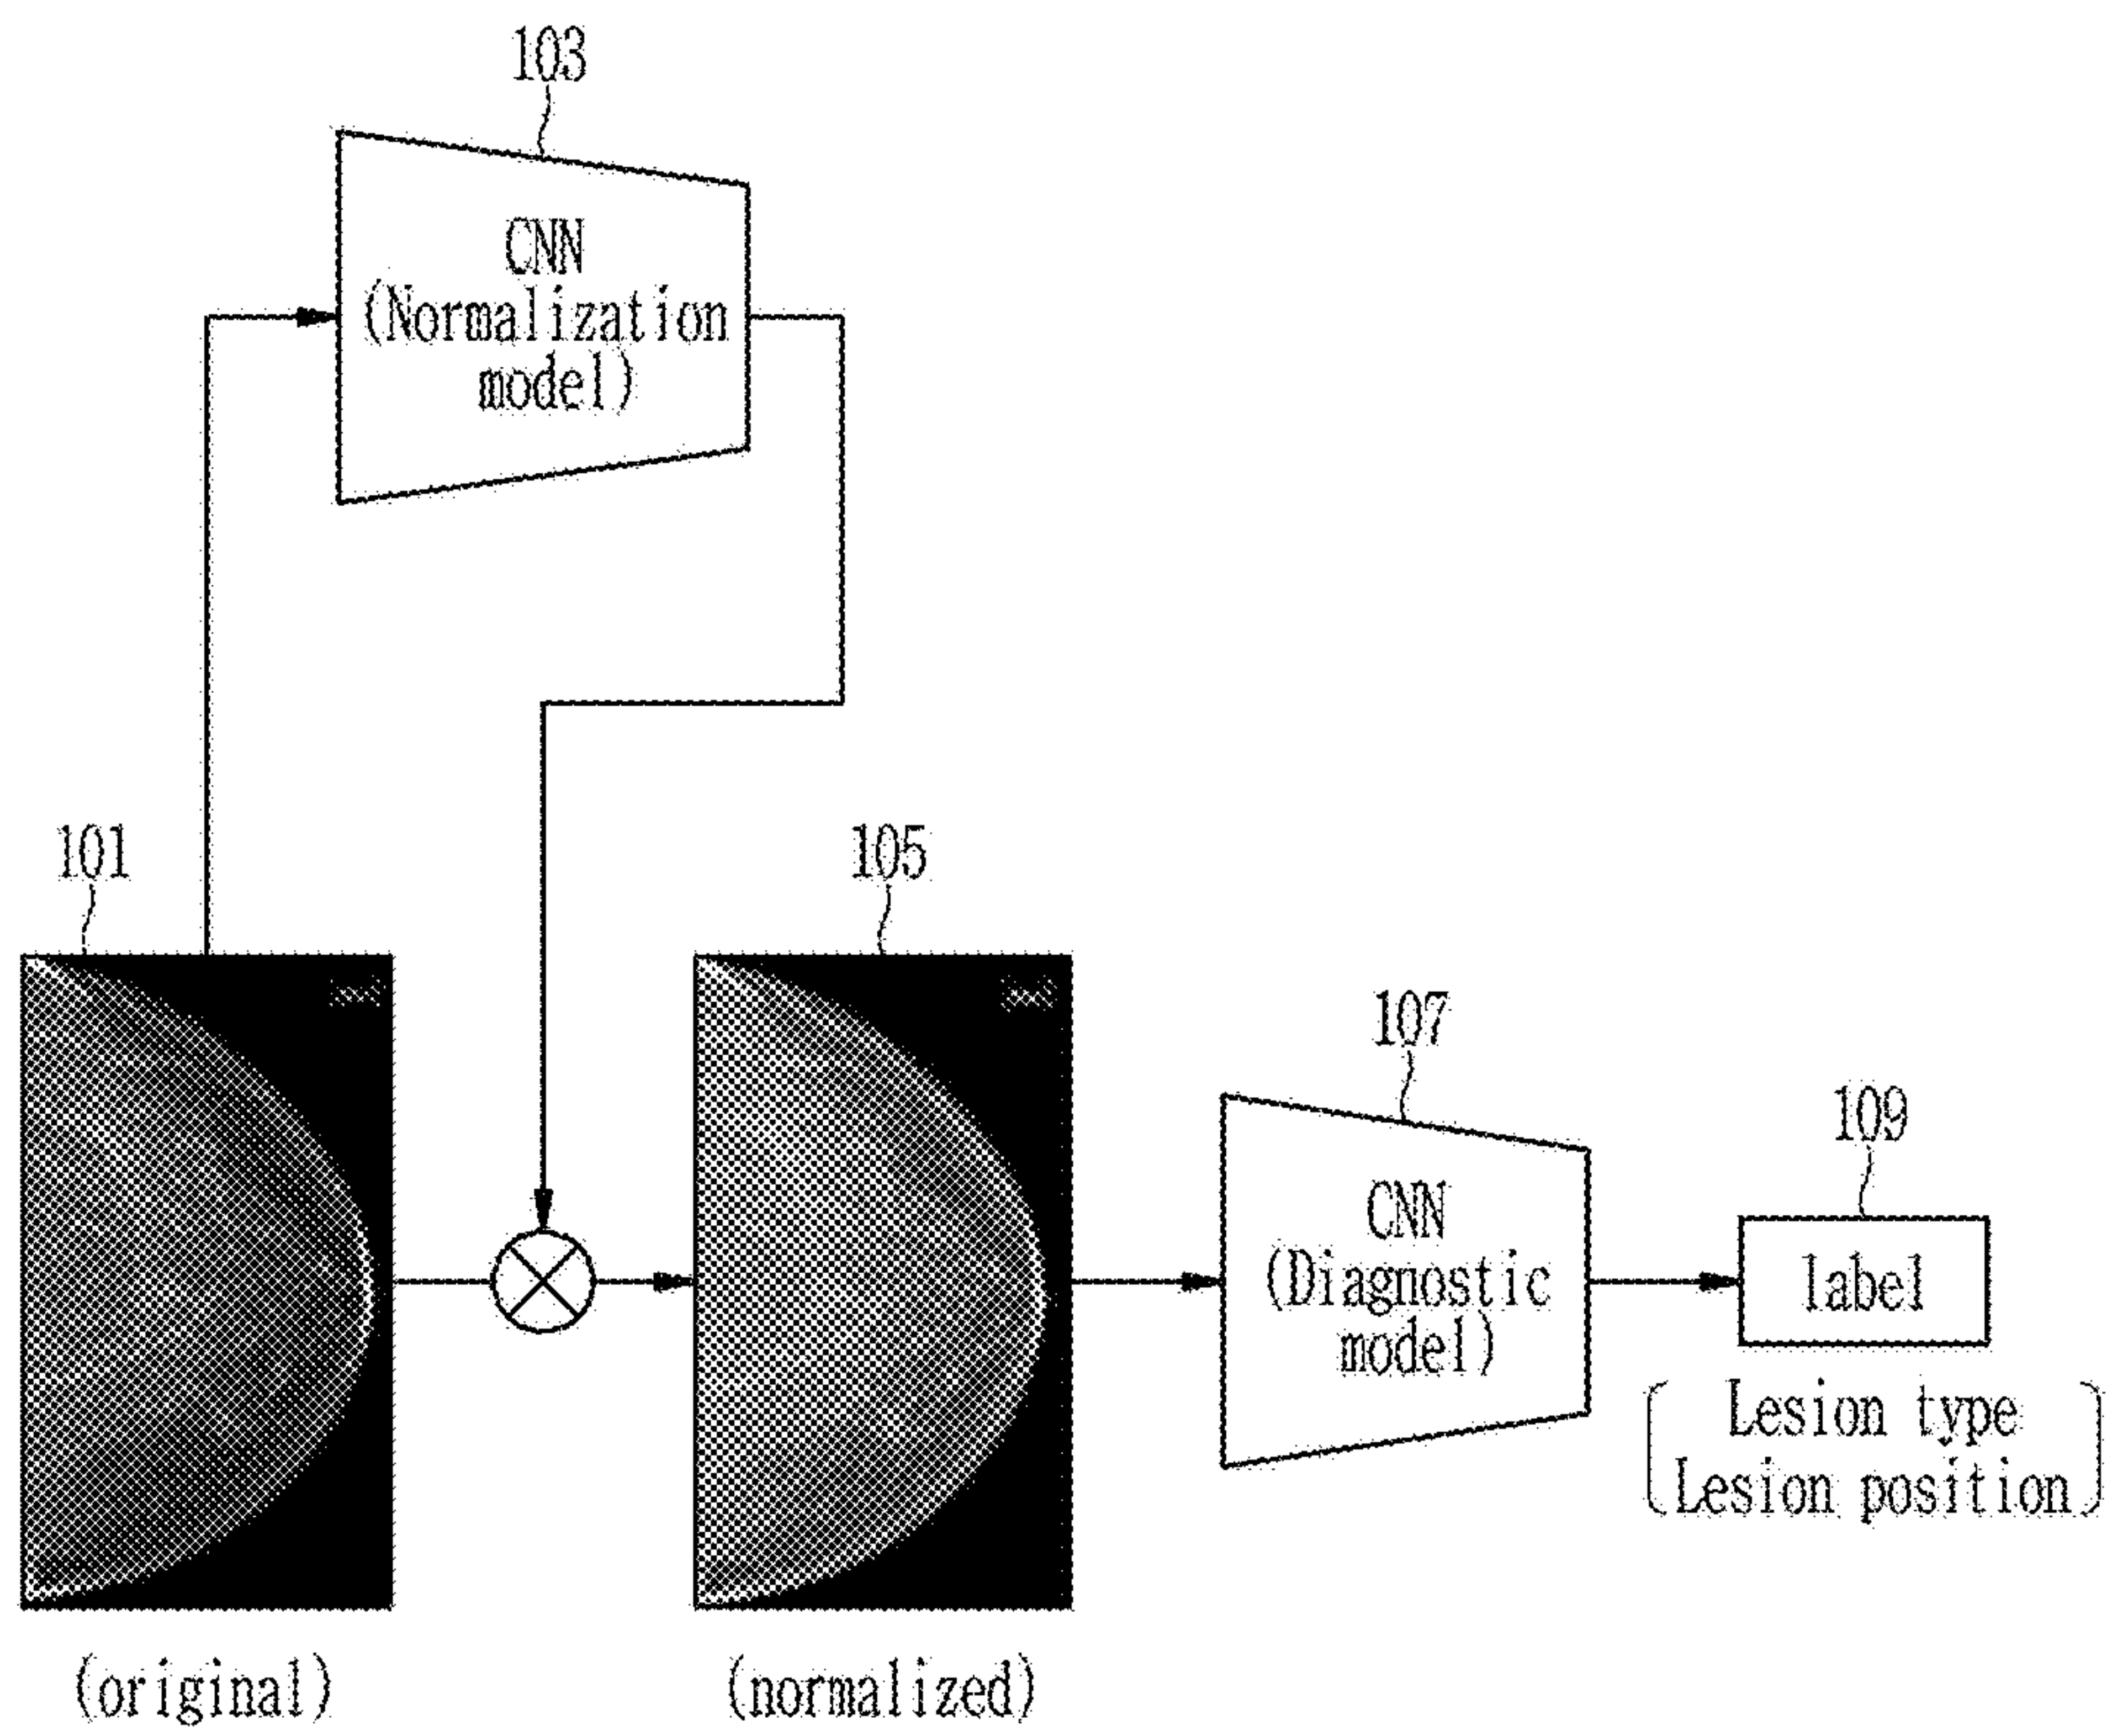 103
CNN
(Normalization
model)
101
105
107
CNN
(Diagnostic
model)
109
label
Lesion type
Lesion position
(original)
(normalized)